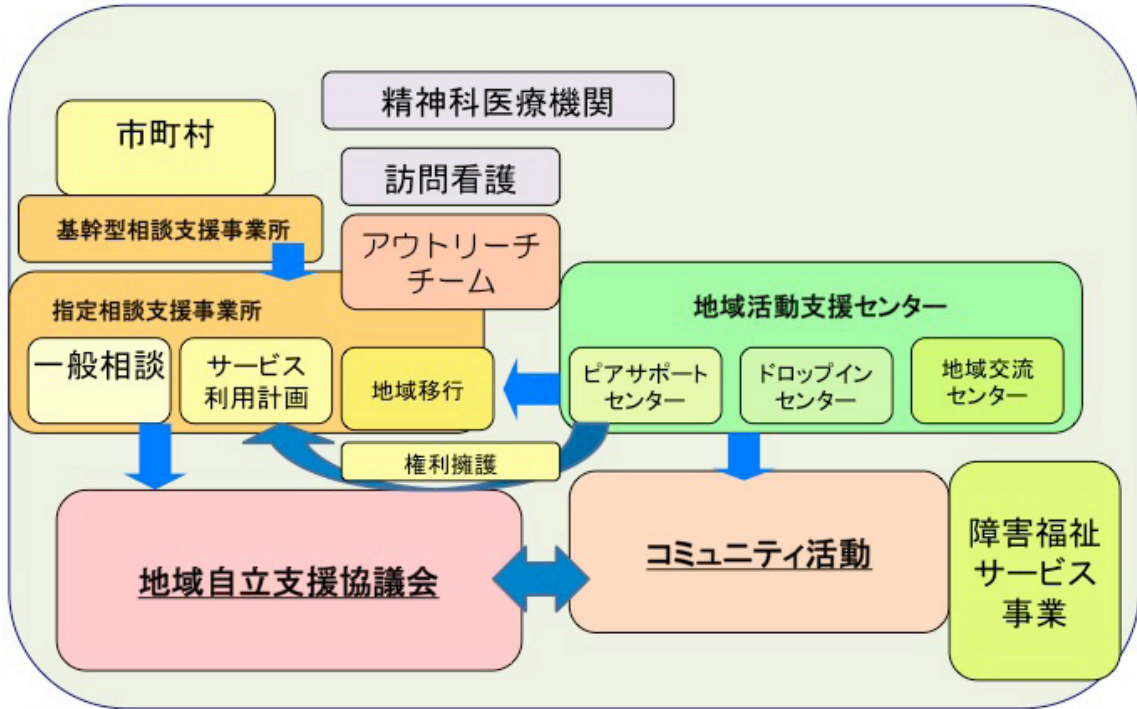 精神科医療機関
市町村
訪問看護
基幹型相談支援事業所
アウトリーチ
チーム
指定相談支援事業所
一般相談
サービス
利用計画
地域移行
地域活動支援センター
ピアサポート
センター
ドロップイン
センター
地域交流
センター
権利擁護
地域自立支援協議会
コミュニティ活動
障害福祉
サービス
事業